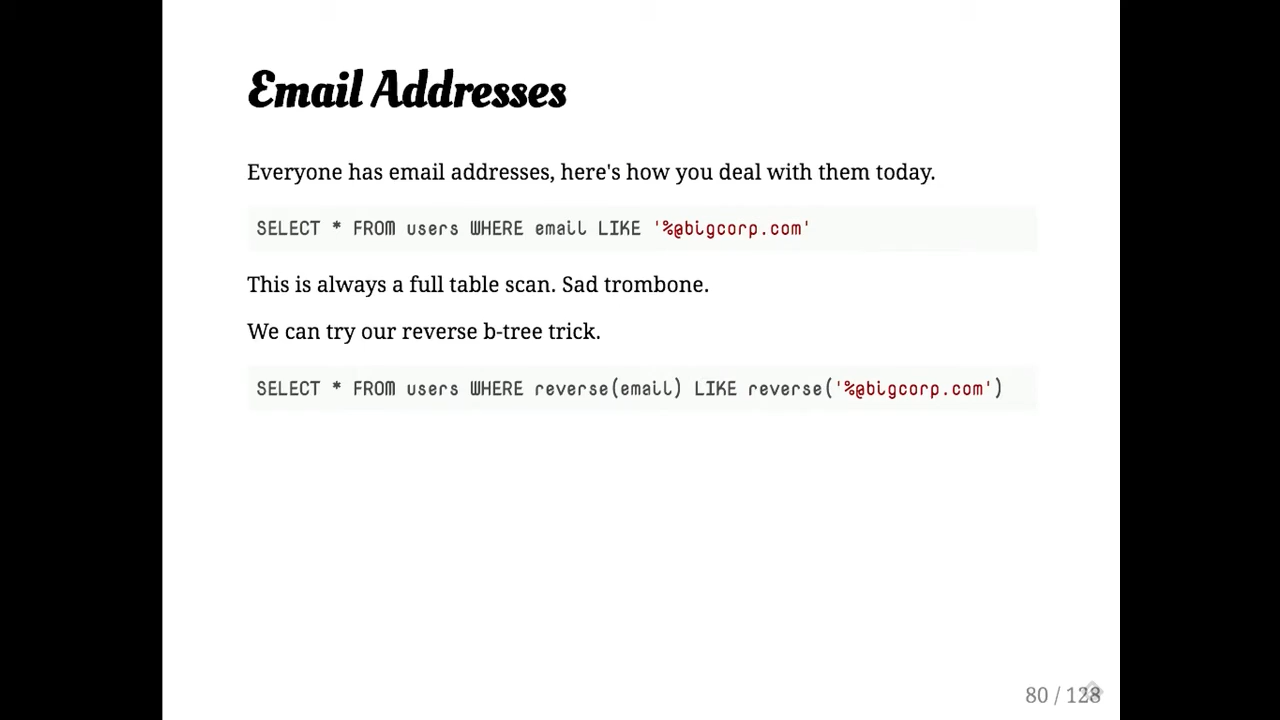 Email Addresses
Everyone has email addresses, here's how you deal with them today.
SELECT * FROM users WHERE email LIKE '%@bigcorp.com'
This is always a full table scan. Sad trombone.
We can try our reverse b-tree trick.
SELECT * FROM users WHERE reverse(email) LIKE reverse('%@bigcorp.com')
80 / 128